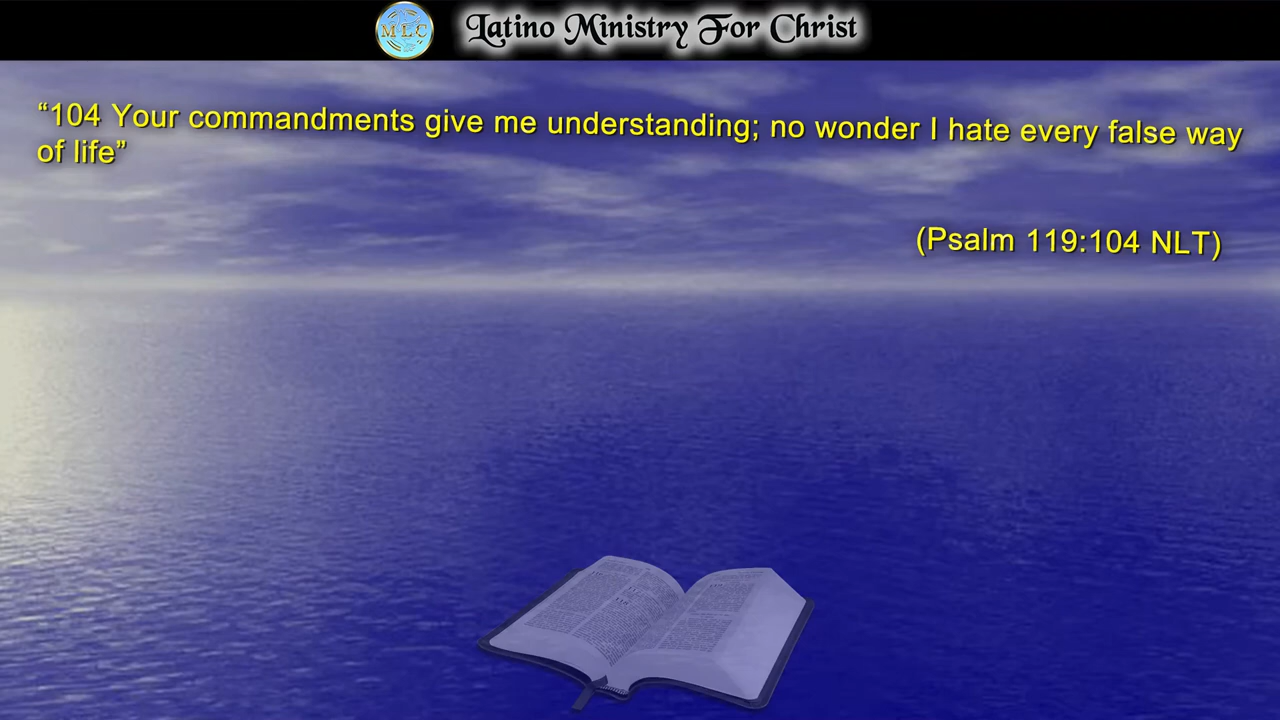 MLC
Latino Ministry For Christ
“104 Your commandments give me understanding; no wonder I hate every false way
of life”
(Psalm 119:104 NLT)